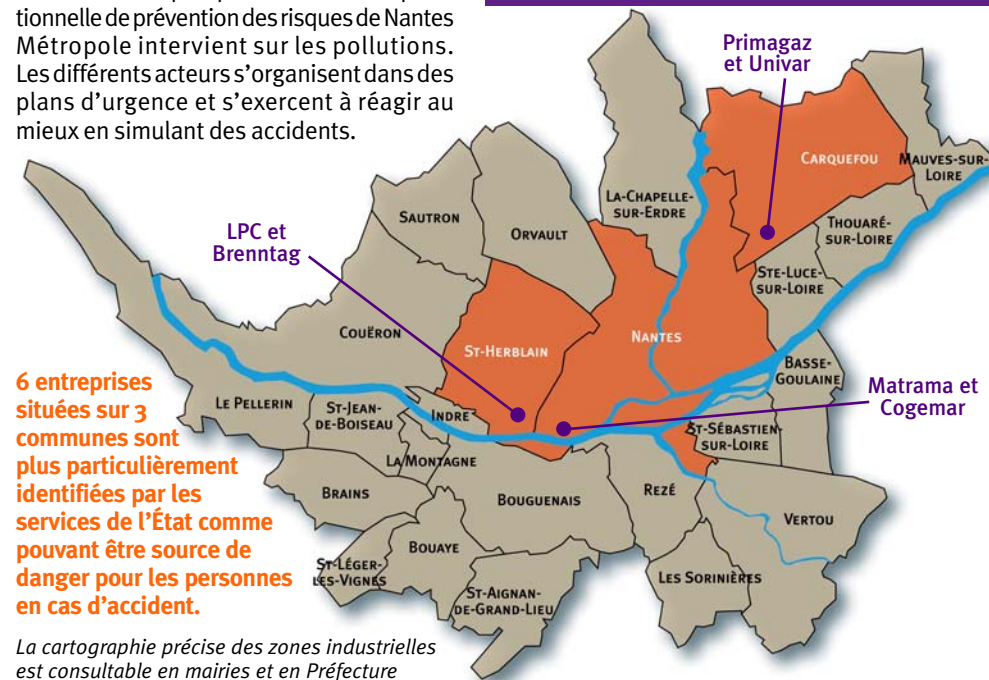 tionnelle de prévention des risques de Nantes
Métropole intervient sur les pollutions.
Les différents acteurs s'organisent dans des
plans d'urgence et s'exercent à réagir au
mieux en simulant des accidents.
Primagaz
et Univar
CARQUEFOU
MAUVES-SUR-
LOIRE
LA-CHAPELLE-
SUR-ERDRE
THOUARÉ-
SUR-LOIRE
SAUTRON
ORVAULT
LPC et
Brenntag
STE-LUCE-
SUR-LOIRE
COUËRON
ST-HERBLAIN
NANTES
BASSE-
GOULAINE
Matrama et
Cogemar
6 entreprises
situées sur 3
communes sont
plus particulièrement
identifiées par les
services de l'État comme
pouvant être source de
danger pour les personnes
en cas d'accident.
LE PELLERIN
ST-JEAN-
DE-BOISEAU
INDRE
ST-SÉBASTIEN
SUR-LOIRE
LA MONTAGNE
BRAINS
BOUGUENAIS
REZÉ
VERTOU
BOUAYE
ST-LÉGER-
LES-VIGNES
ST-AIGNAN-
DE-GRAND-LIEU
LES SORINIÈRES
La cartographie précise des zones industrielles
est consultable en mairies et en Préfecture